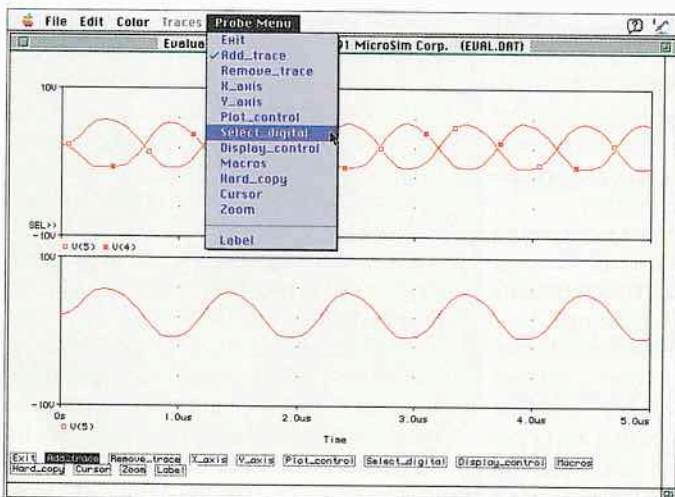 File Edit Color Traces Probe Menu
Evalua 1 MicroSim Corp. (EVAL.DAT)
Exit
✓Add_trace
Remove_trace
X_axis
Y_axis
Plot_control
Select_digital
Display_control
Macros
Hard_copy
Cursor
Zoom
Label
10V
SEL>>
-10V
V(5) V(4)
10V
-10V
0s 1.0us 2.0us 3.0us 4.0us 5.0us
V(5)
Time
Exit Add_trace Remove_trace X_axis Y_axis Plot_control Select_digital Display_control Macros
Hard_copy Cursor Zoom Label